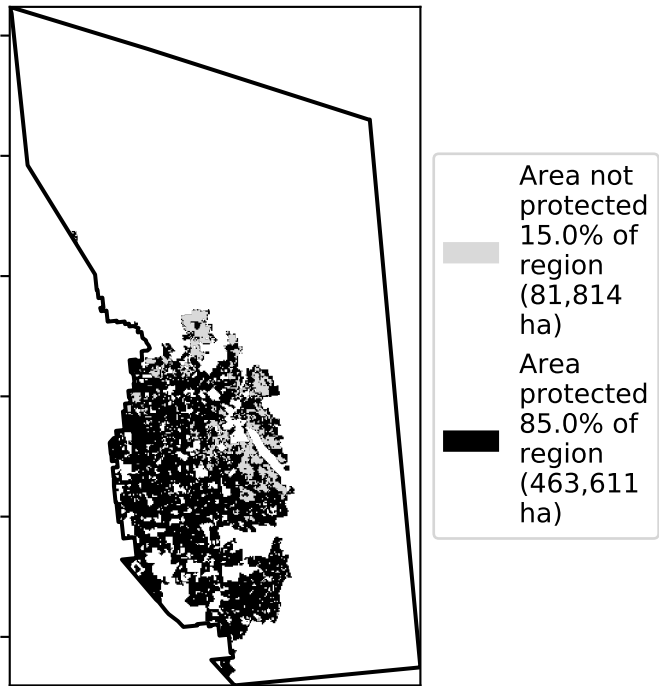 Area not
protected
15.0% of
region
(81,814
ha)
Area
protected
85.0% of
region
(463,611
ha)